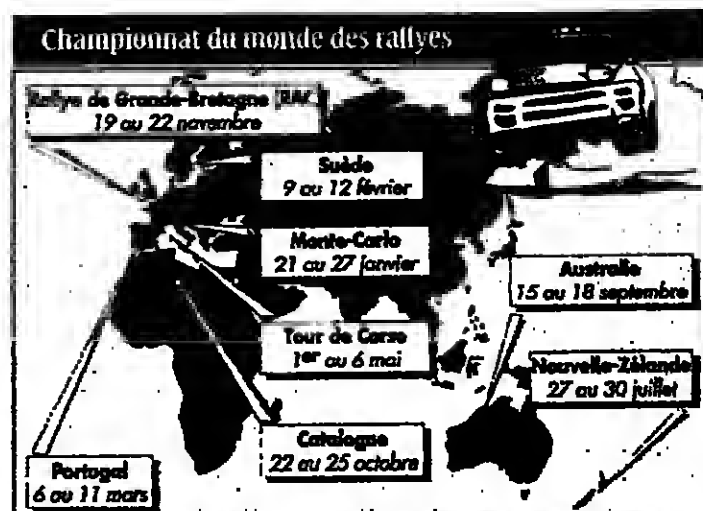 Championnat du monde des rallyes
Rallye de Grande-Bretagne (RAC)
19 au 22 novembre
Suède
9 au 12 février
Monte-Carlo
21 au 27 janvier
Australie
15 au 18 septembre
Tour de Corse
1er au 6 mai
Nouvelle-Zélande
27 au 30 juillet
Catalogne
22 au 25 octobre
Portugal
6 au 11 mars